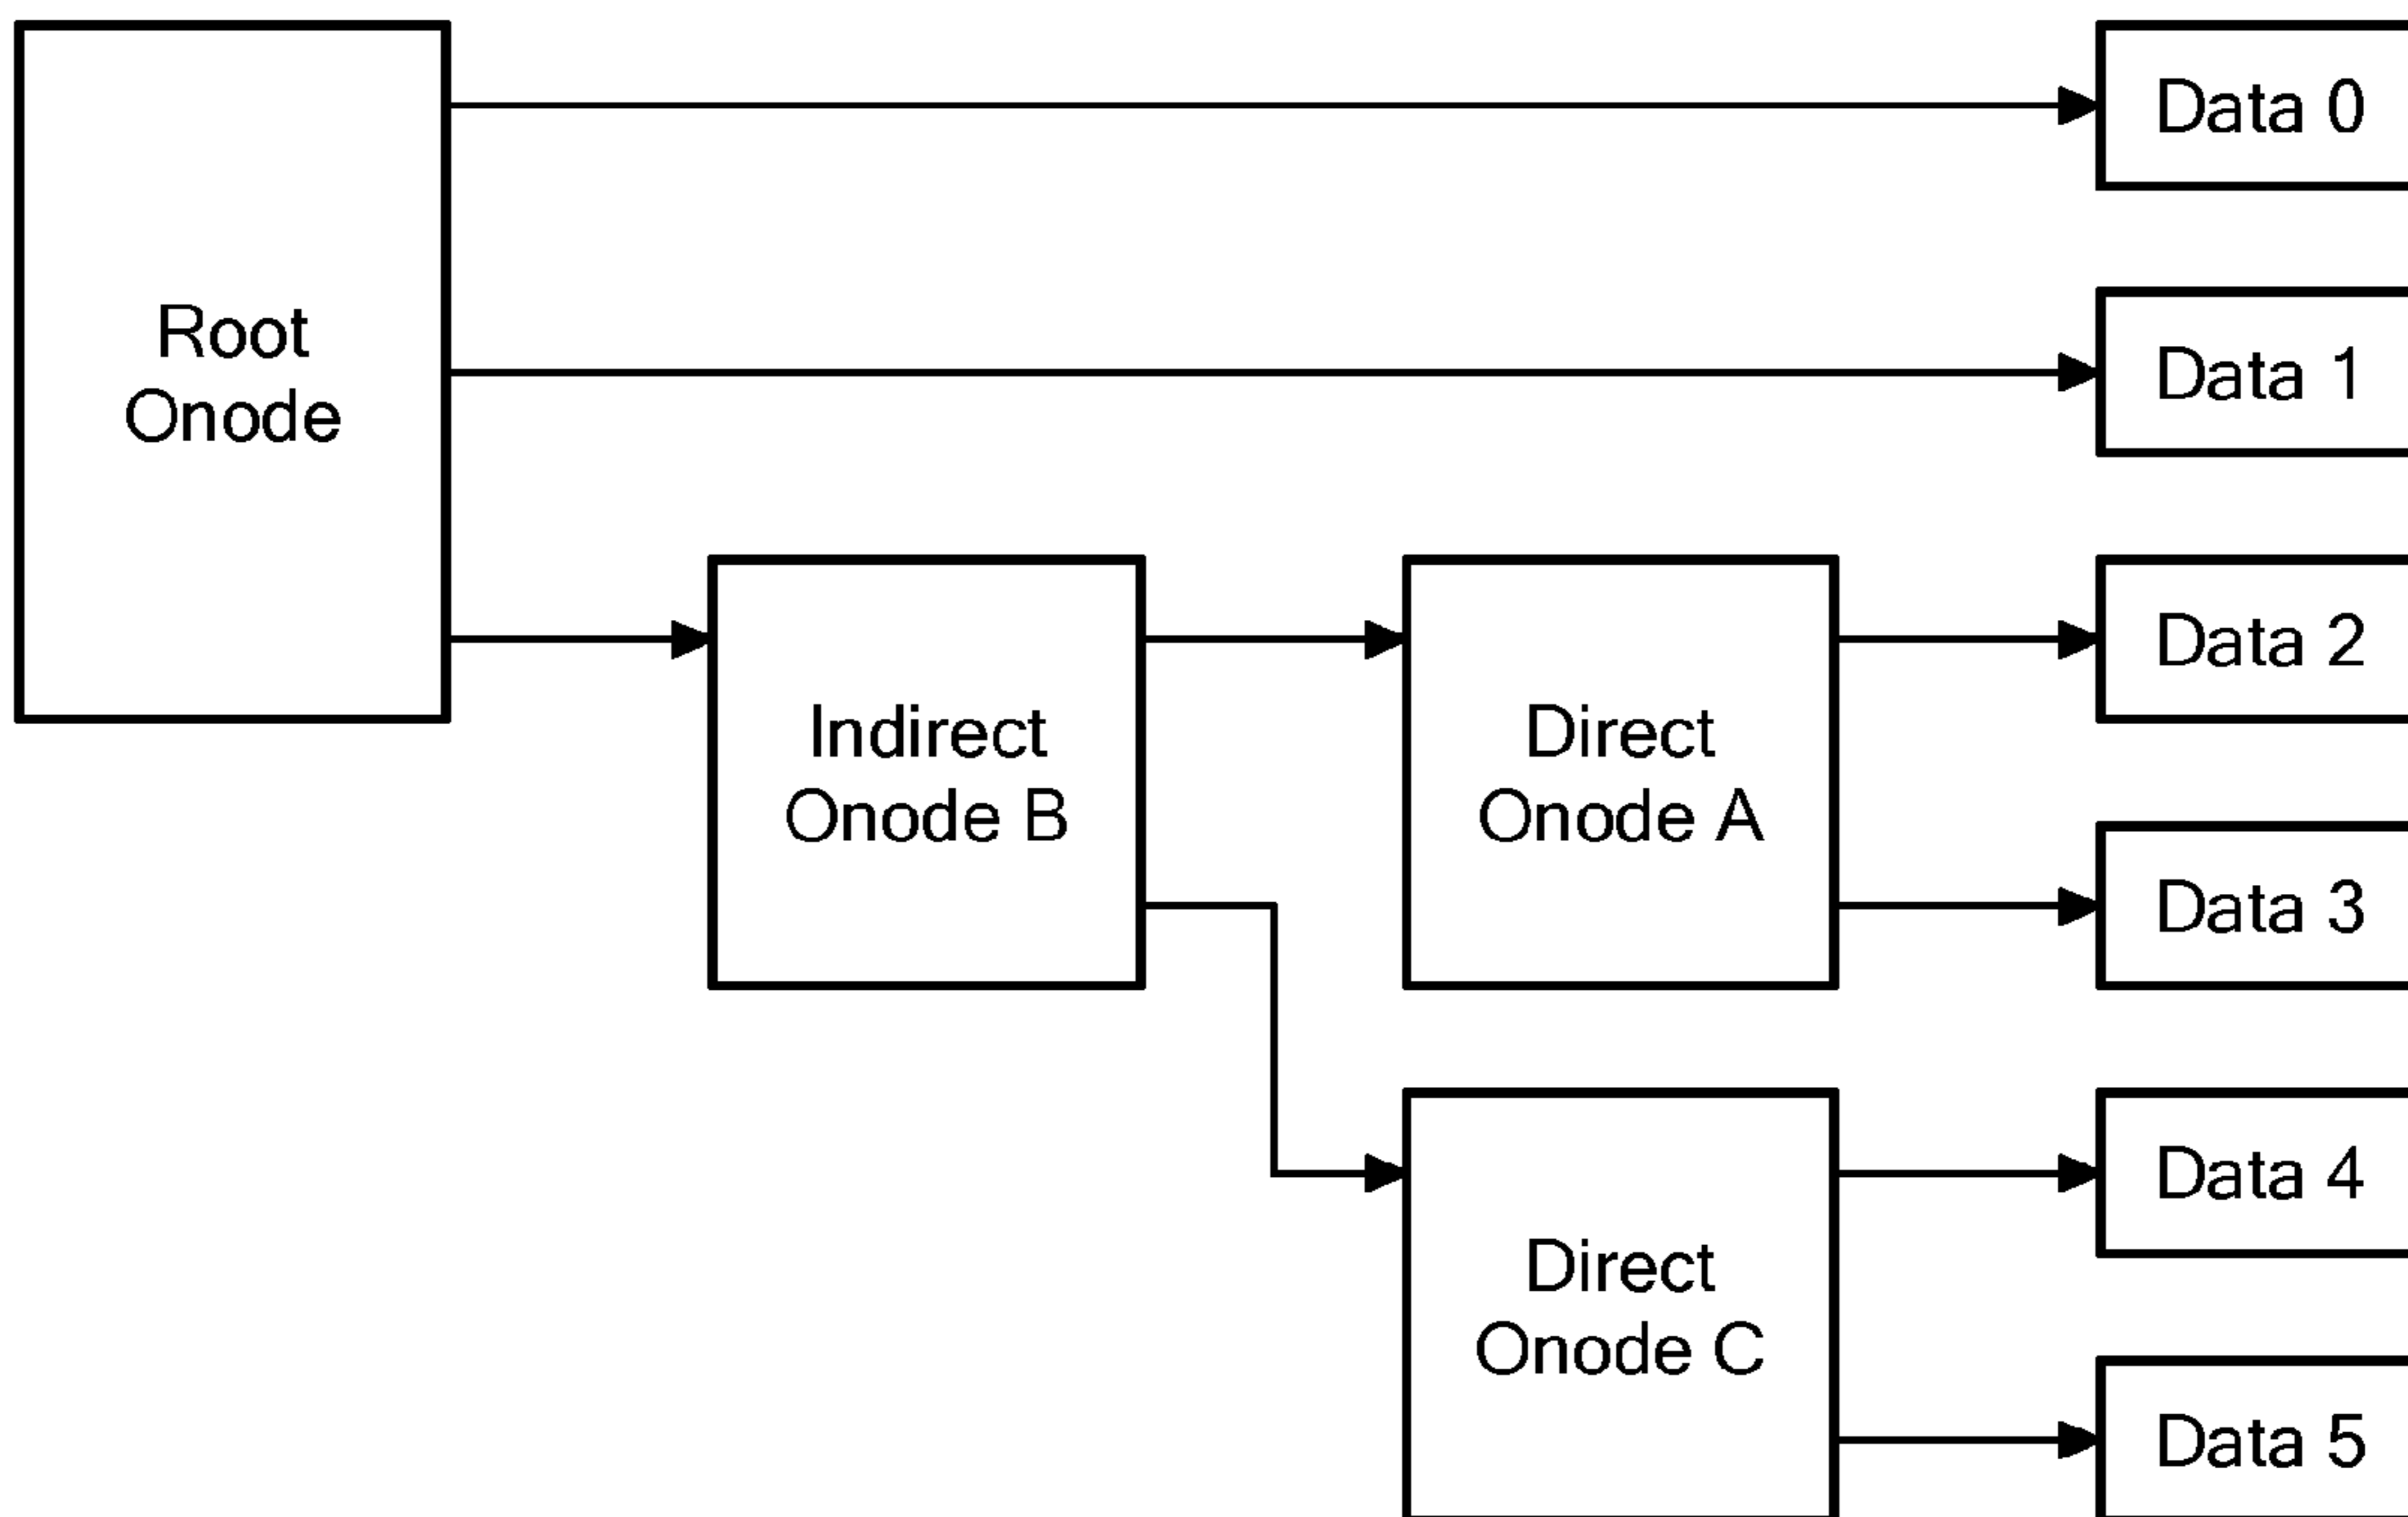 Data 0
Root
Onode
Data 1
Indirect
Onode B
Direct
Onode A
Data 2
Data 3
Direct
Onode C
Data 4
Data 5